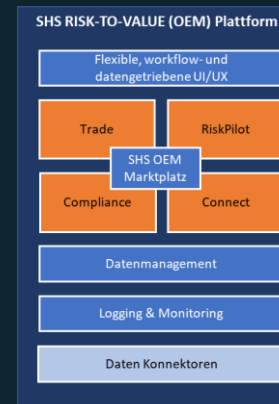 SHS RISK-TO-VALUE (OEM) Plattform
Flexible, workflow- und
datengetriebene UI/UX
Trade
RiskPilot
SHS OEM
Marktplatz
Compliance
Connect
Datenmanagement
Logging & Monitoring
Daten Konnektoren